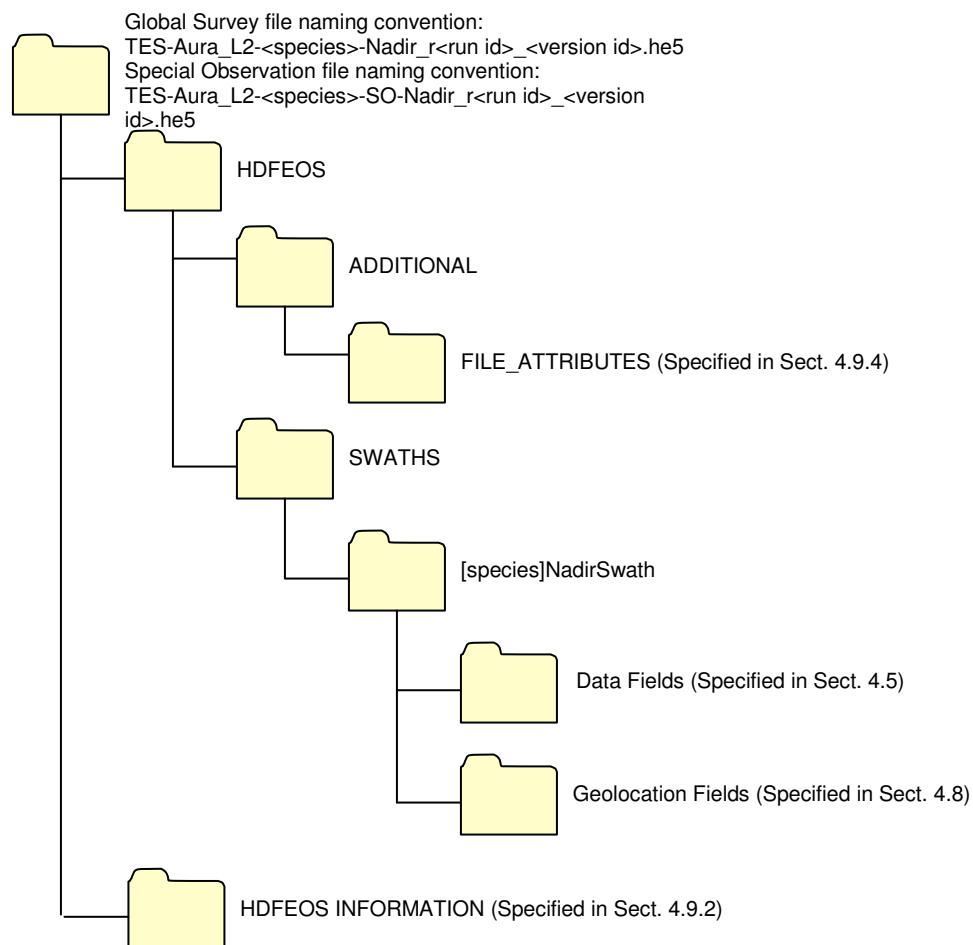 Global Survey file naming convention:
TES-Aura_L2-<species>-Nadir_r<run id>_<version id>.he5
Special Observation file naming convention:
TES-Aura_L2-<species>-SO-Nadir_r<run id>_<version
id>.he5
HDFEOS
ADDITIONAL
FILE_ATTRIBUTES (Specified in Sect. 4.9.4)
SWATHS
[species]NadirSwath
Data Fields (Specified in Sect. 4.5)
Geolocation Fields (Specified in Sect. 4.8)
HDFEOS INFORMATION (Specified in Sect. 4.9.2)